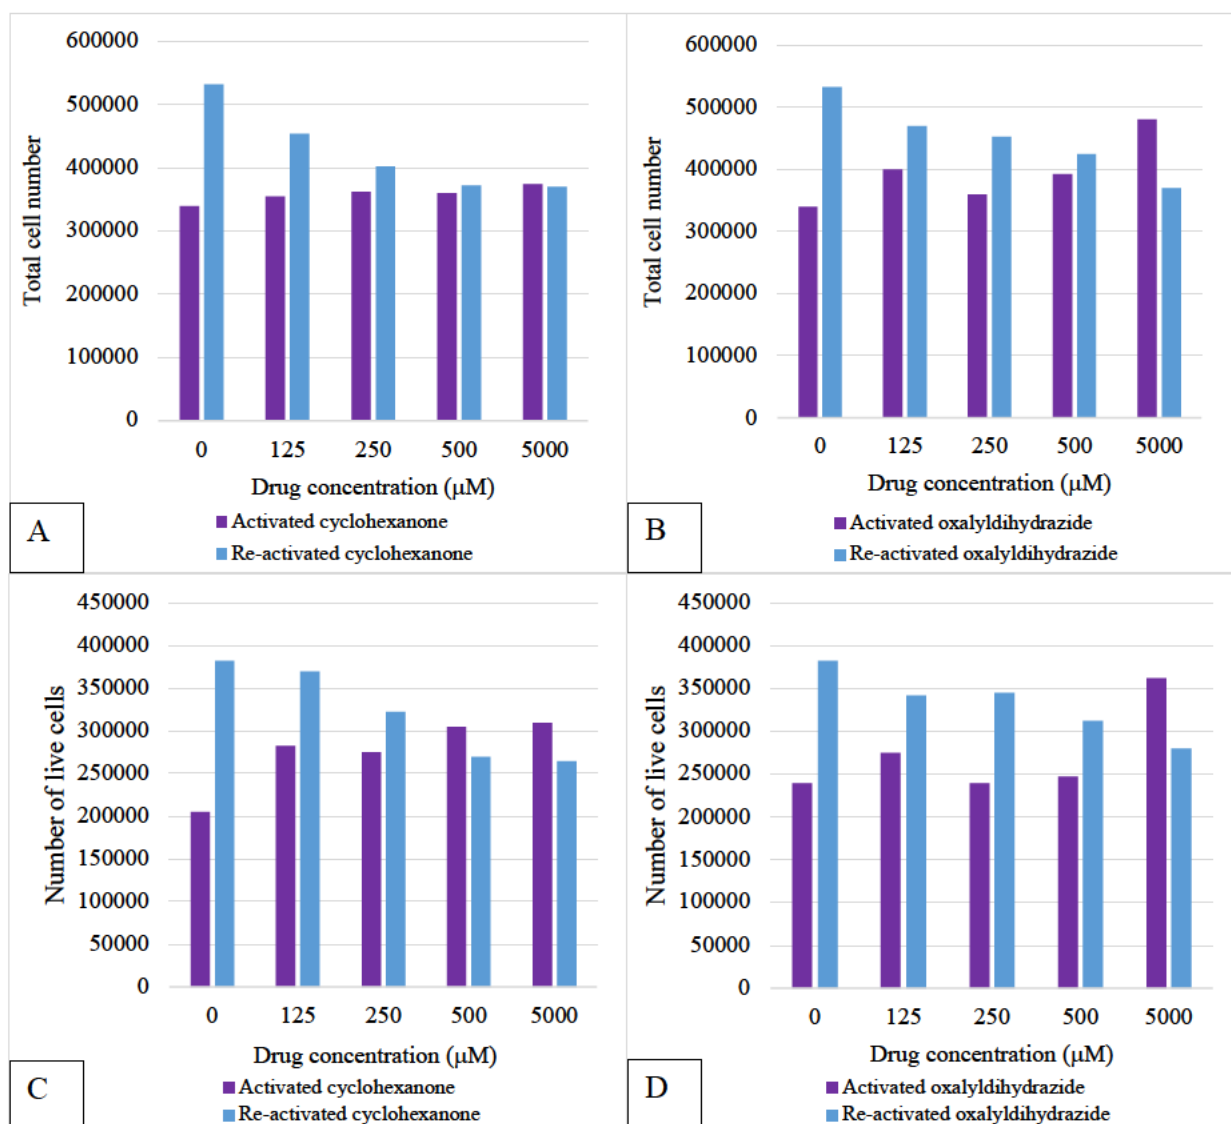 600000
500000
400000
300000
200000
100000
0
Total cell number
0 125 250 500 5000
Drug concentration (μM)
Activated cyclohexanone
Re-activated cyclohexanone
A
600000
500000
400000
300000
200000
100000
0
Total cell number
0 125 250 500 5000
Drug concentration (μM)
Activated oxalyldihydrazide
Re-activated oxalyldihydrazide
B
450000
400000
350000
300000
250000
200000
150000
100000
50000
0
Number of live cells
0 125 250 500 5000
Drug concentration (μM)
Activated cyclohexanone
Re-activated cyclohexanone
C
450000
400000
350000
300000
250000
200000
150000
100000
50000
0
Number of live cells
0 125 250 500 5000
Drug concentration (μM)
Activated oxalyldihydrazide
Re-activated oxalyldihydrazide
D